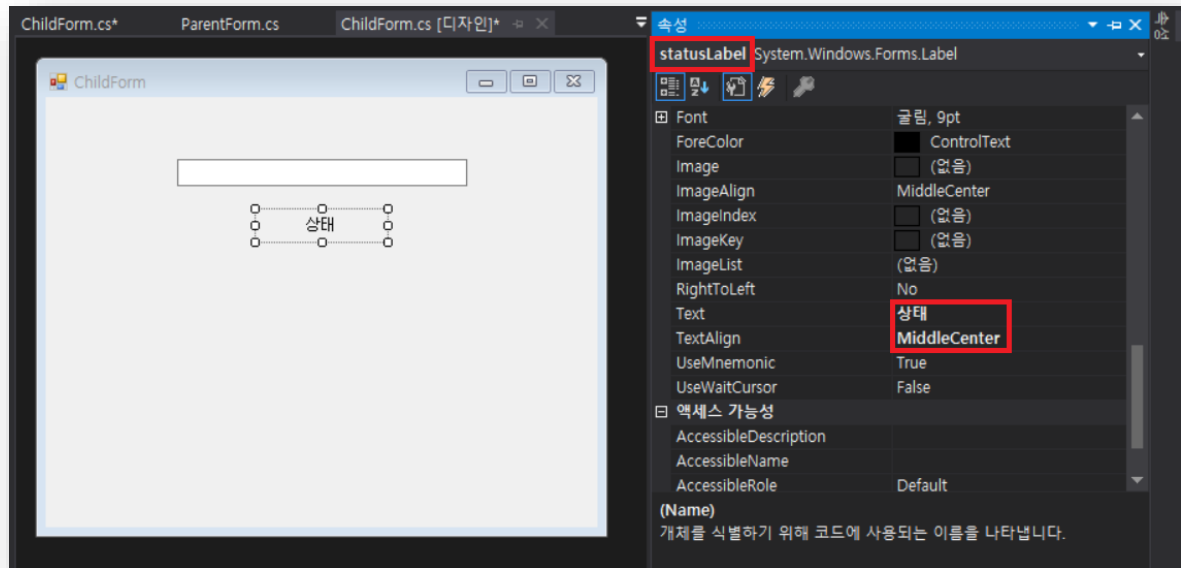 ChildForm.cs* ParentForm.cs ChildForm.cs [디자인]*
ChildForm
상태
속성
statusLabel System.Windows.Forms.Label
Font 굴림, 9pt
ForeColor ControlText
Image (없음)
ImageAlign MiddleCenter
ImageIndex (없음)
ImageKey (없음)
ImageList (없음)
RightToLeft No
Text 상태
TextAlign MiddleCenter
UseMnemonic True
UseWaitCursor False
액세스 가능성
AccessibleDescription
AccessibleName
AccessibleRole Default
(Name)
개체를 식별하기 위해 코드에 사용되는 이름을 나타냅니다.